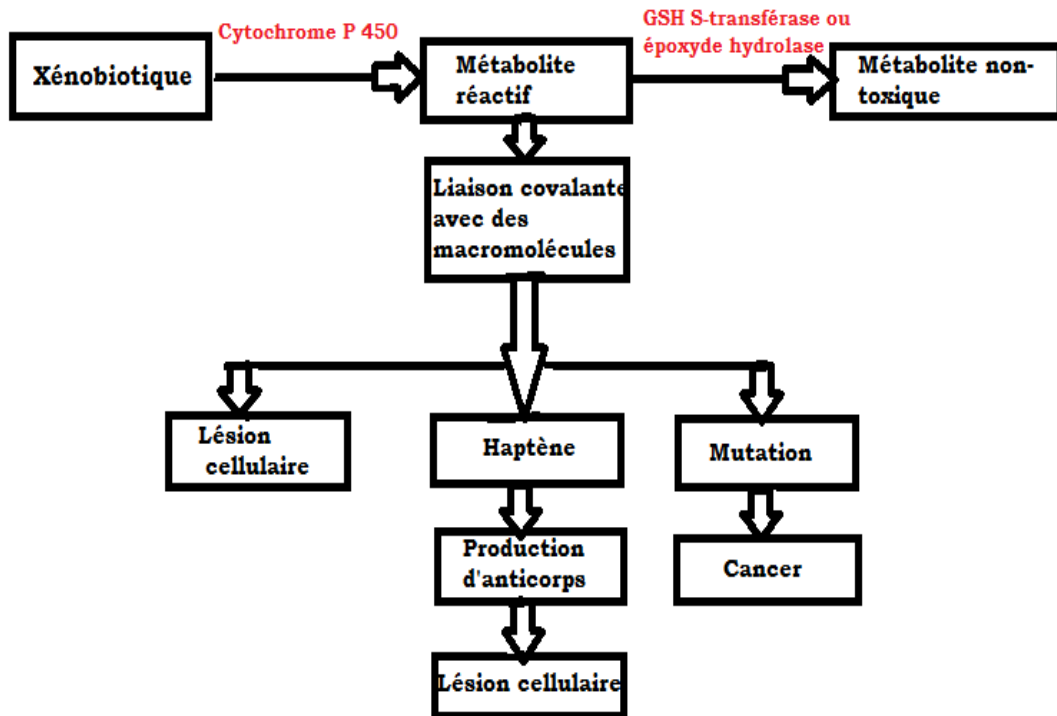 Cytochrome P 450
GSH S-transférase ou
époxyde hydrolase
Xénobiotique
Métabolite
réactif
Métabolite non-
toxique
Liaison covalante
avec des
macromolécules
Lésion
cellulaire
Haptène
Mutation
Production
d'anticorps
Cancer
Lésion cellulaire